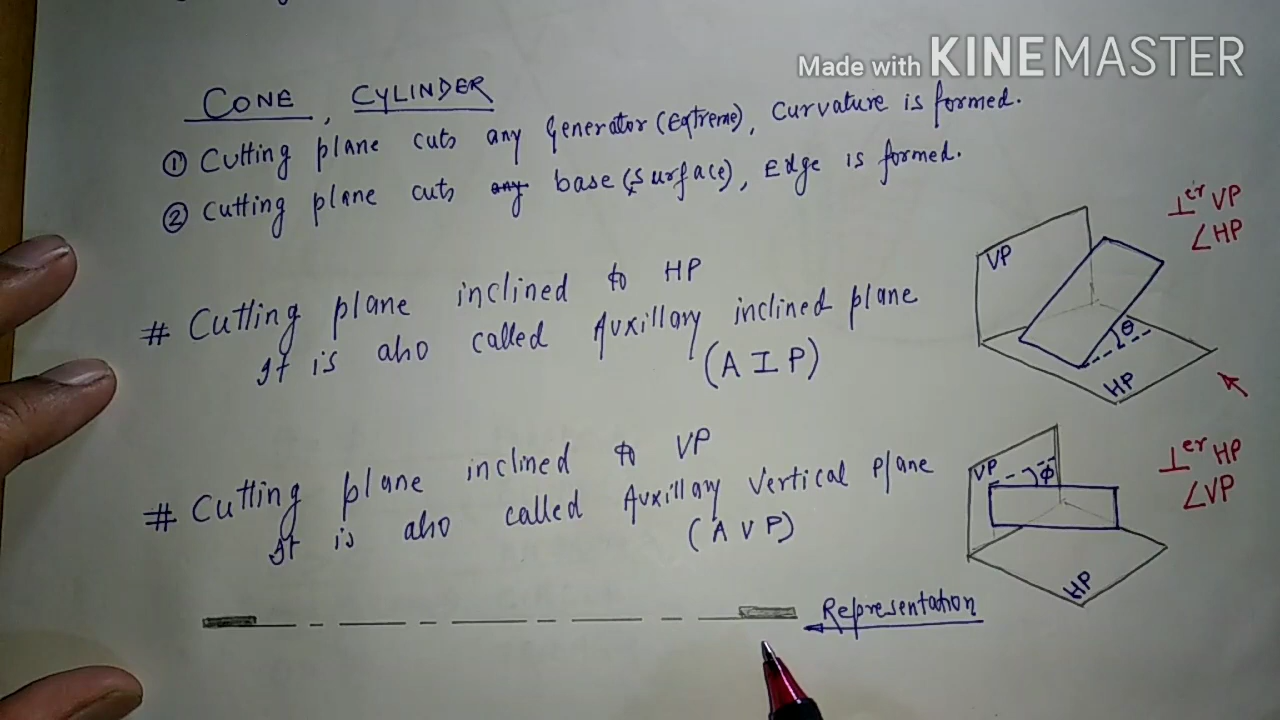 Made with KINEMASTER
CONE, CYLINDER
① Cutting plane cuts any generator (Extreme), Curvature is formed.
② Cutting plane cuts base (Surface), Edge is formed.
# Cutting plane inclined to HP
It is also called Auxillary inclined plane
(A I P)
⊥er VP
∠HP
VP
θ
HP
# Cutting plane inclined to VP
It is also called Auxillary Vertical Plane
(A V P)
⊥er HP
∠VP
VP
Φ
HP
Representation